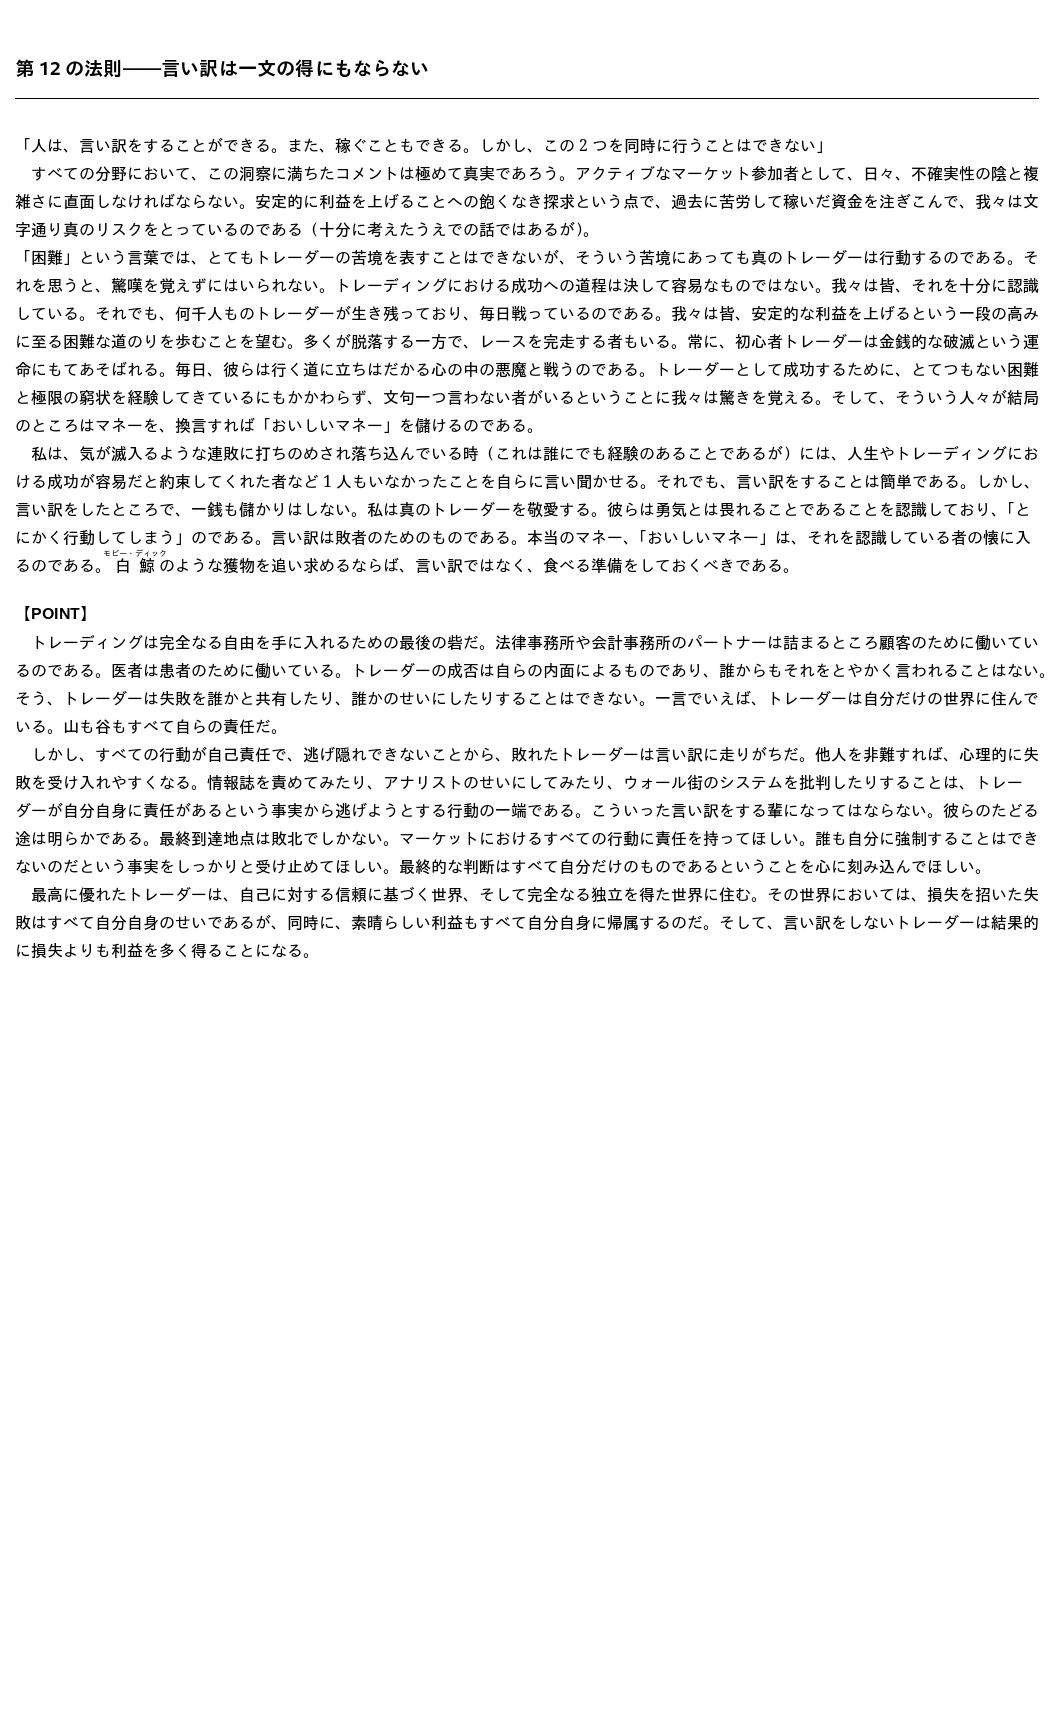 第 12 の法則――言い訳は一文の得にもならない
「人は、言い訳をすることができる。また、稼ぐこともできる。しかし、この 2 つを同時に行うことはできない」
　すべての分野において、この洞察に満ちたコメントは極めて真実であろう。アクティブなマーケット参加者として、日々、不確実性の陰と複
雑さに直面しなければならない。安定的に利益を上げることへの飽くなき探求という点で、過去に苦労して稼いだ資金を注ぎこんで、我々は文
字通り真のリスクをとっているのである（十分に考えたうえでの話ではあるが）。
「困難」という言葉では、とてもトレーダーの苦境を表すことはできないが、そういう苦境にあっても真のトレーダーは行動するのである。そ
れを思うと、驚嘆を覚えずにはいられない。トレーディングにおける成功への道程は決して容易なものではない。我々は皆、それを十分に認識
している。それでも、何千人ものトレーダーが生き残っており、毎日戦っているのである。我々は皆、安定的な利益を上げるという一段の高み
に至る困難な道のりを歩むことを望む。多くが脱落する一方で、レースを完走する者もいる。常に、初心者トレーダーは金銭的な破滅という運
命にもてあそばれる。毎日、彼らは行く道に立ちはだかる心の中の悪魔と戦うのである。トレーダーとして成功するために、とてつもない困難
と極限の窮状を経験してきているにもかかわらず、文句一つ言わない者がいるということに我々は驚きを覚える。そして、そういう人々が結局
のところはマネーを、換言すれば「おいしいマネー」を儲けるのである。
　私は、気が滅入るような連敗に打ちのめされ落ち込んでいる時（これは誰にでも経験のあることであるが）には、人生やトレーディングにお
ける成功が容易だと約束してくれた者など 1 人もいなかったことを自らに言い聞かせる。それでも、言い訳をすることは簡単である。しかし、
言い訳をしたところで、一銭も儲かりはしない。私は真のトレーダーを敬愛する。彼らは勇気とは畏れることであることを認識しており、「と
にかく行動してしまう」のである。言い訳は敗者のためのものである。本当のマネー、「おいしいマネー」は、それを認識している者の懐に入
モビー・ディック
るのである。白鯨のような獲物を追い求めるならば、言い訳ではなく、食べる準備をしておくべきである。
【POINT】
　トレーディングは完全なる自由を手に入れるための最後の砦だ。法律事務所や会計事務所のパートナーは詰まるところ顧客のために働いてい
るのである。医者は患者のために働いている。トレーダーの成否は自らの内面によるものであり、誰からもそれをとやかく言われることはない。
そう、トレーダーは失敗を誰かと共有したり、誰かのせいにしたりすることはできない。一言でいえば、トレーダーは自分だけの世界に住んで
いる。山も谷もすべて自らの責任だ。
　しかし、すべての行動が自己責任で、逃げ隠れできないことから、敗れたトレーダーは言い訳に走りがちだ。他人を非難すれば、心理的に失
敗を受け入れやすくなる。情報誌を責めてみたり、アナリストのせいにしてみたり、ウォール街のシステムを批判したりすることは、トレー
ダーが自分自身に責任があるという事実から逃げようとする行動の一端である。こういった言い訳をする輩になってはならない。彼らのたどる
途は明らかである。最終到達地点は敗北でしかない。マーケットにおけるすべての行動に責任を持ってほしい。誰も自分に強制することはでき
ないのだという事実をしっかりと受け止めてほしい。最終的な判断はすべて自分だけのものであるということを心に刻み込んでほしい。
　最高に優れたトレーダーは、自己に対する信頼に基づく世界、そして完全なる独立を得た世界に住む。その世界においては、損失を招いた失
敗はすべて自分自身のせいであるが、同時に、素晴らしい利益もすべて自分自身に帰属するのだ。そして、言い訳をしないトレーダーは結果的
に損失よりも利益を多く得ることになる。